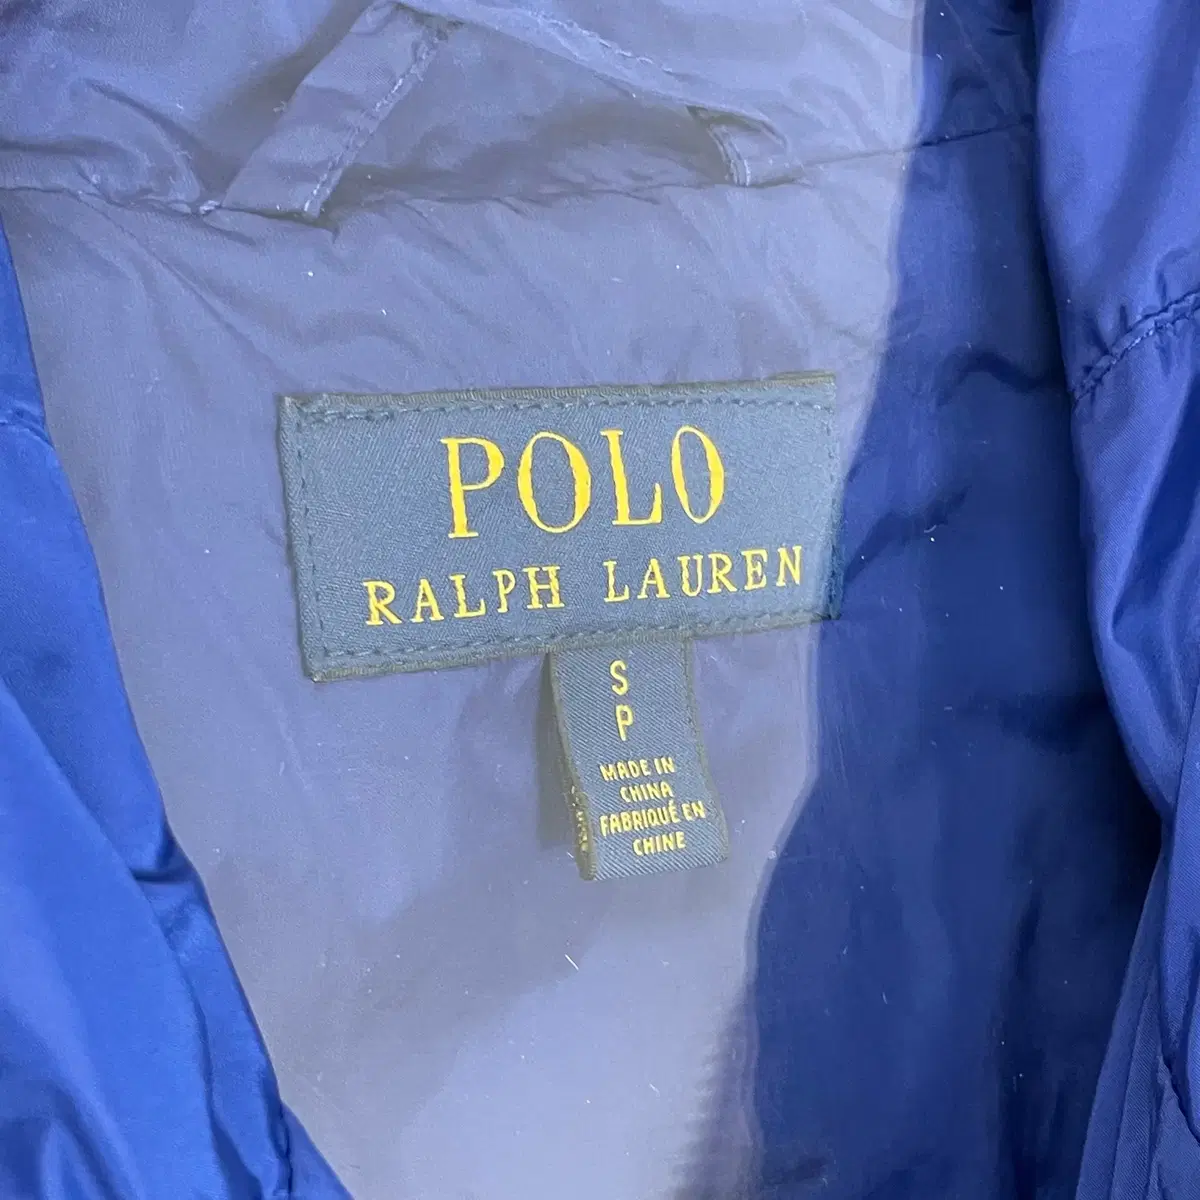 POLO
RALPH LAUREN
S
P
MADE IN
CHINA
FABRIQUÉ EN
CHINE